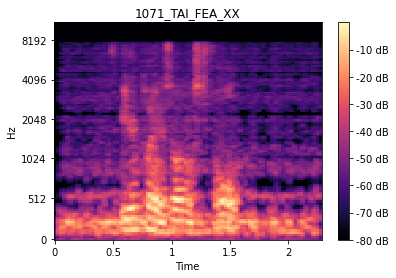 1071_TAI_FEA_XX
8192
4096
2048
1024
512
0
Hz
0
0.5
1
1.5
2
Time
-10 dB
-20 dB
-30 dB
-40 dB
-50 dB
-60 dB
-70 dB
-80 dB